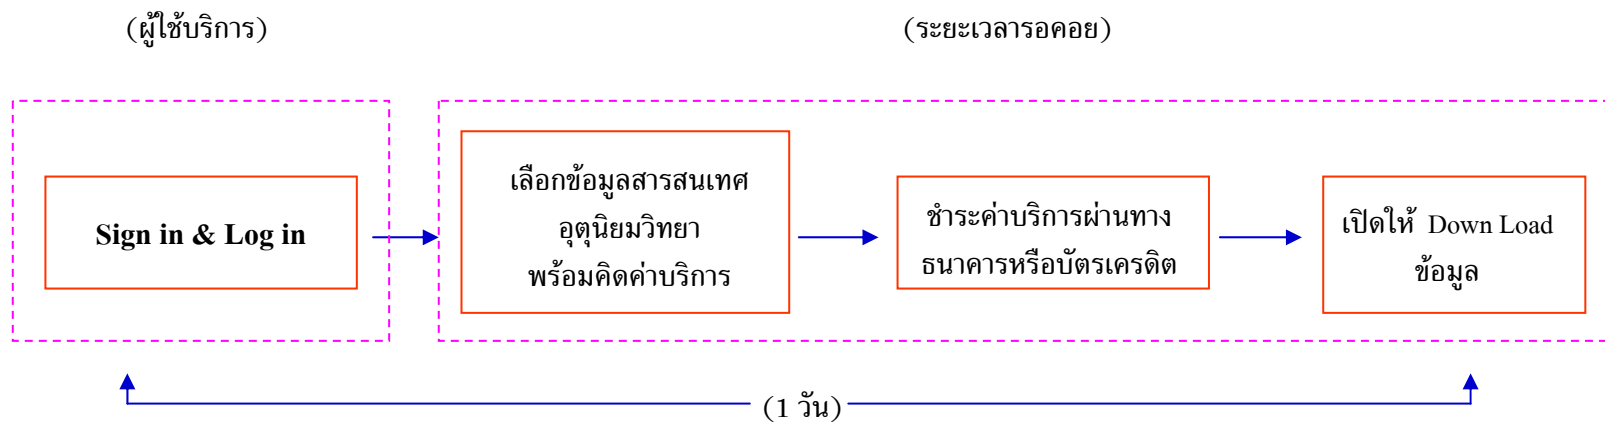 (ผู้ใช้บริการ)
(ระยะเวลารอคอย)
Sign in & Log in
เลือกข้อมูลสารสนเทศ
อุตุนิยมวิทยา
พร้อมคิดค่าบริการ
ชำระค่าบริการผ่านทาง
ธนาคารหรือบัตรเครดิต
เปิดให้ Down Load
ข้อมูล
(1 วัน)